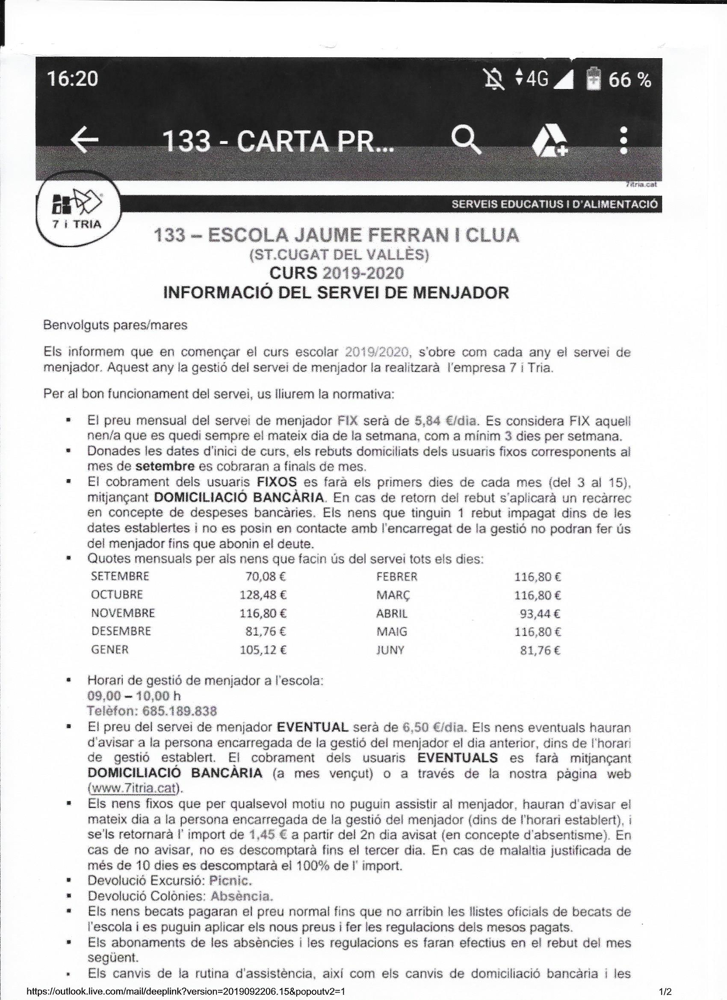 16:20
4G 66 %
133 - CARTA PR...
7itria.cat
SERVEIS EDUCATIUS I D'ALIMENTACIÓ
7 i TRIA
133 – ESCOLA JAUME FERRAN I CLUA
(ST.CUGAT DEL VALLÈS)
CURS 2019-2020
INFORMACIÓ DEL SERVEI DE MENJADOR
Benvolguts pares/mares
Els informem que en començar el curs escolar 2019/2020, s'obre com cada any el servei de
menjador. Aquest any la gestió del servei de menjador la realitzarà l'empresa 7 i Tria.
Per al bon funcionament del servei, us lliurem la normativa:
▪ El preu mensual del servei de menjador FIX serà de 5,84 €/dia. Es considera FIX aquell
nen/a que es quedi sempre el mateix dia de la setmana, com a mínim 3 dies per setmana.
▪ Donades les dates d'inici de curs, els rebuts domiciliats dels usuaris fixos corresponents al
mes de setembre es cobraran a finals de mes.
▪ El cobrament dels usuaris FIXOS es farà els primers dies de cada mes (del 3 al 15),
mitjançant DOMICILIACIÓ BANCÀRIA. En cas de retorn del rebut s'aplicarà un recàrrec
en concepte de despeses bancàries. Els nens que tinguin 1 rebut impagat dins de les
dates establertes i no es posin en contacte amb l'encarregat de la gestió no podran fer ús
del menjador fins que abonin el deute.
▪ Quotes mensuals per als nens que facin ús del servei tots els dies:
SETEMBRE 70,08 € FEBRER 116,80 €
OCTUBRE 128,48 € MARÇ 116,80 €
NOVEMBRE 116,80 € ABRIL 93,44 €
DESEMBRE 81,76 € MAIG 116,80 €
GENER 105,12 € JUNY 81,76 €
▪ Horari de gestió de menjador a l'escola:
09,00 – 10,00 h
Telèfon: 685.189.838
▪ El preu del servei de menjador EVENTUAL serà de 6,50 €/dia. Els nens eventuals hauran
d'avisar a la persona encarregada de la gestió del menjador el dia anterior, dins de l'horari
de gestió establert. El cobrament dels usuaris EVENTUALS es farà mitjançant
DOMICILIACIÓ BANCÀRIA (a mes vençut) o a través de la nostra pàgina web
(www.7itria.cat).
▪ Els nens fixos que per qualsevol motiu no puguin assistir al menjador, hauran d'avisar el
mateix dia a la persona encarregada de la gestió del menjador (dins de l'horari establert), i
se'ls retornarà l' import de 1,45 € a partir del 2n dia avisat (en concepte d'absentisme). En
cas de no avisar, no es descomptarà fins el tercer dia. En cas de malaltia justificada de
més de 10 dies es descomptarà el 100% de l' import.
▪ Devolució Excursió: Picnic.
▪ Devolució Colònies: Absència.
▪ Els nens becats pagaran el preu normal fins que no arribin les llistes oficials de becats de
l'escola i es puguin aplicar els nous preus i fer les regulacions dels mesos pagats.
▪ Els abonaments de les absències i les regulacions es faran efectius en el rebut del mes
següent.
▪ Els canvis de la rutina d'assistència, així com els canvis de domiciliació bancària i les
https://outlook.live.com/mail/deeplink?version=2019092206.15&popoutv2=1 1/2